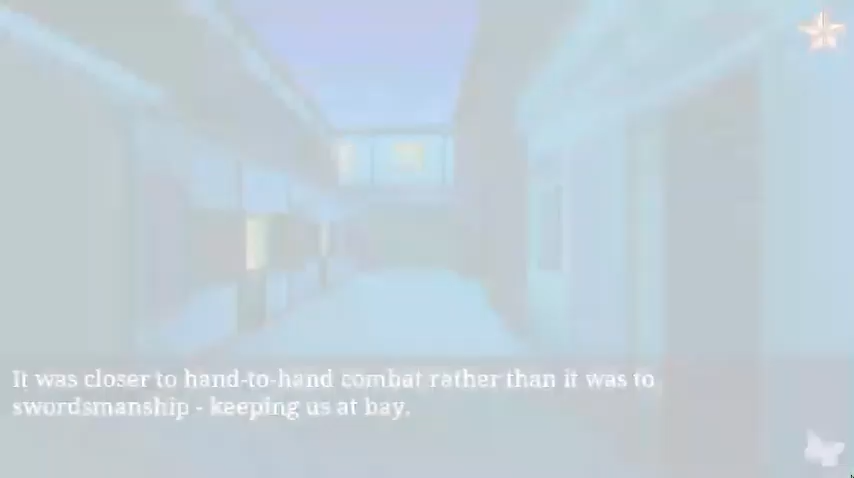 It was closer to hand-to-hand combat rather than it was to
swordsmanship - keeping us at bay.